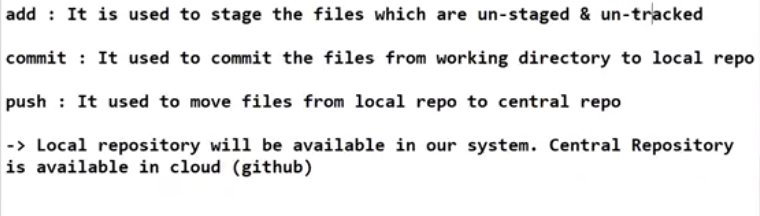 add : It is used to stage the files which are un-staged & un-tracked
commit : It used to commit the files from working directory to local repo
push : It used to move files from local repo to central repo
-> Local repository will be available in our system. Central Repository
is available in cloud (github)